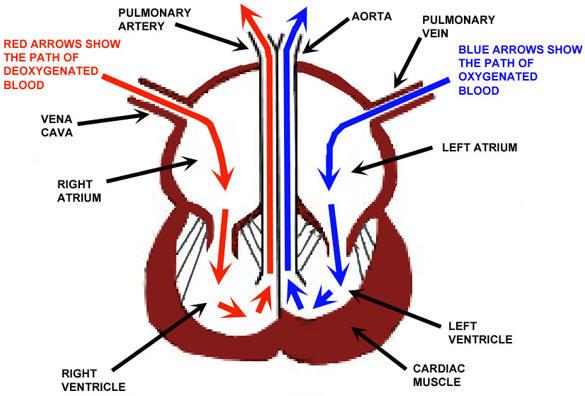 PULMONARY
ARTERY
AORTA
PULMONARY
VEIN
RED ARROWS SHOW
THE PATH OF
DEOXYGENATED
BLOOD
BLUE ARROWS SHOW
THE PATH OF
OXYGENATED
BLOOD
VENA
CAVA
LEFT ATRIUM
RIGHT
ATRIUM
LEFT
VENTRICLE
RIGHT
VENTRICLE
CARDIAC
MUSCLE